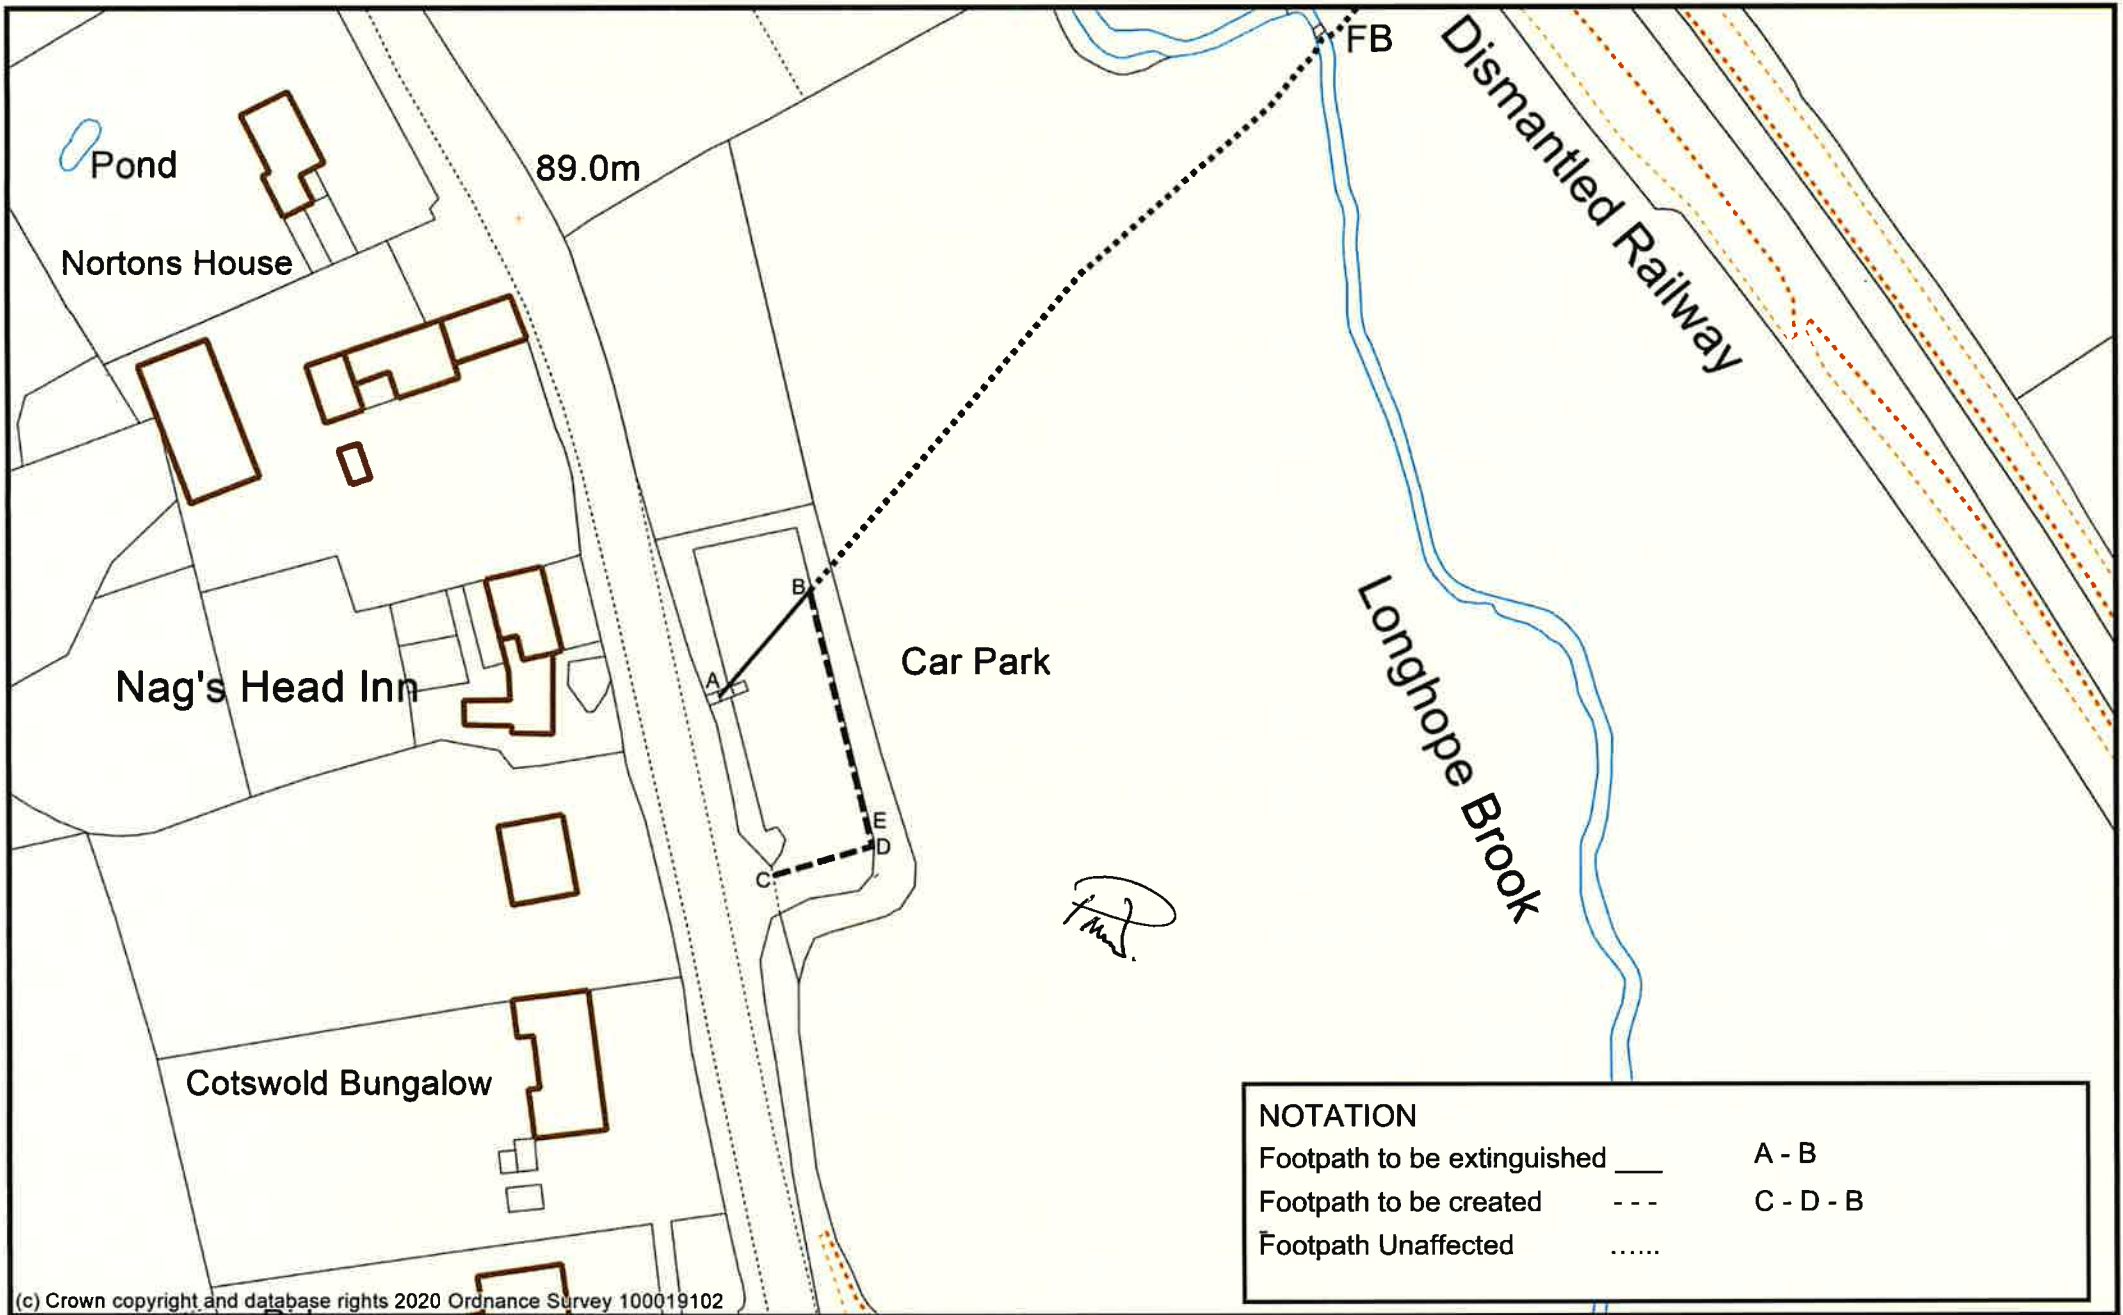 FB
Dismantled Railway
Pond
89.0m
Nortons House
B
Car Park
A
Nag's Head Inn
Longhope Brook
E
D
C
Cotswold Bungalow
NOTATION
Footpath to be extinguished ___ A - B
Footpath to be created - - - C - D - B
Footpath Unaffected ......
(c) Crown copyright and database rights 2020 Ordnance Survey 100019102